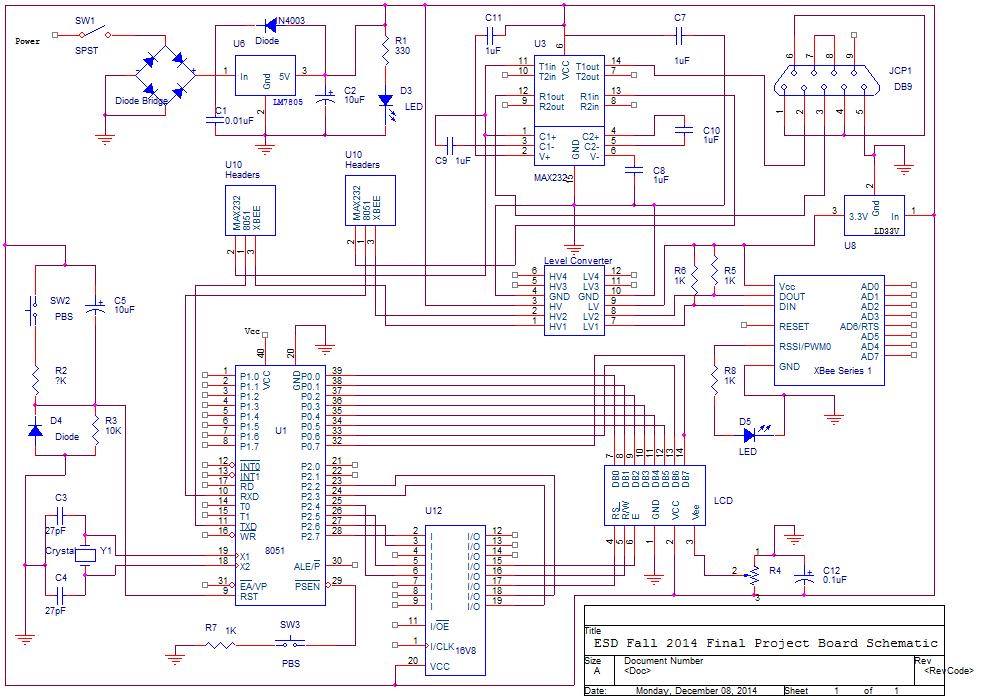 SW1
Power
SPST
Diode Bridge
1N4003
Diode
U6
1 In 5V 3
Gnd
LM7805
2
C1
0.01uF
C2
10uF
R1
330
D3
LED
C11
1uF
C7
1uF
U3
6
11 T1in T1out 14
10 T2in T2out 7
VCC
12 R1out R1in 13
9 R2out R2in 8
1 C1+ C2+ 4
3 C1- C2- 5
2 V+ V- 6
GND
MAX232
15
C9 1uF
C10
1uF
C8
1uF
6 7 8 9
JCP1
DB9
1 2 3 4 5
2
3 3.3V Gnd In 1
LD33V
U8
U10
Headers
MAX232
8051
XBEE
2 1 3
U10
Headers
MAX232
8051
XBEE
2 1 3
Level Converter
6 HV4 LV4 12
5 HV3 LV3 11
4 GND GND 10
3 HV LV 9
2 HV2 LV2 8
1 HV1 LV1 7
R6
1K
R5
1K
Vcc AD0
DOUT AD1
DIN AD2
AD3
RESET AD6/RTS
AD5
RSSI/PWM0 AD4
AD7
GND
XBee Series 1
R8
1K
D5
LED
SW2
PBS
C5
10uF
R2
?K
D4
Diode
R3
10K
C3
27pF
Crystal Y1
C4
27pF
Vcc
40 20
VCC GND
1 P1.0 P0.0 39
2 P1.1 P0.1 38
3 P1.2 P0.2 37
4 P1.3 P0.3 36
5 P1.4 P0.4 35
6 P1.5 P0.5 34
7 P1.6 P0.6 33
8 P1.7 P0.7 32
U1
12 INT0 P2.0 21
13 INT1 P2.1 22
17 RD P2.2 23
10 RXD P2.3 24
14 T0 P2.4 25
15 T1 P2.5 26
11 TXD P2.6 27
16 WR P2.7 28
19 X1 8051
18 X2 ALE/P 30
31 EA/VP PSEN 29
9 RST
R7 1K
SW3
PBS
U12
2 I I/O 12
3 I I/O 13
4 I I/O 14
5 I I/O 15
6 I I/O 16
7 I I/O 17
8 I I/O 18
9 I I/O 19
11 I/OE
1 I/CLK 16V8
20 VCC
7 8 9 10 11 12 13 14
DB0 DB1 DB2 DB3 DB4 DB5 DB6 DB7
LCD
RS R/W E GND VCC Vee
4 5 6 1 2 3
1
2 R4
3
C12
0.1uF
Title
ESD Fall 2014 Final Project Board Schematic
Size Document Number Rev
A <Doc> <RevCode>
Date: Monday, December 08, 2014 Sheet 1 of 1